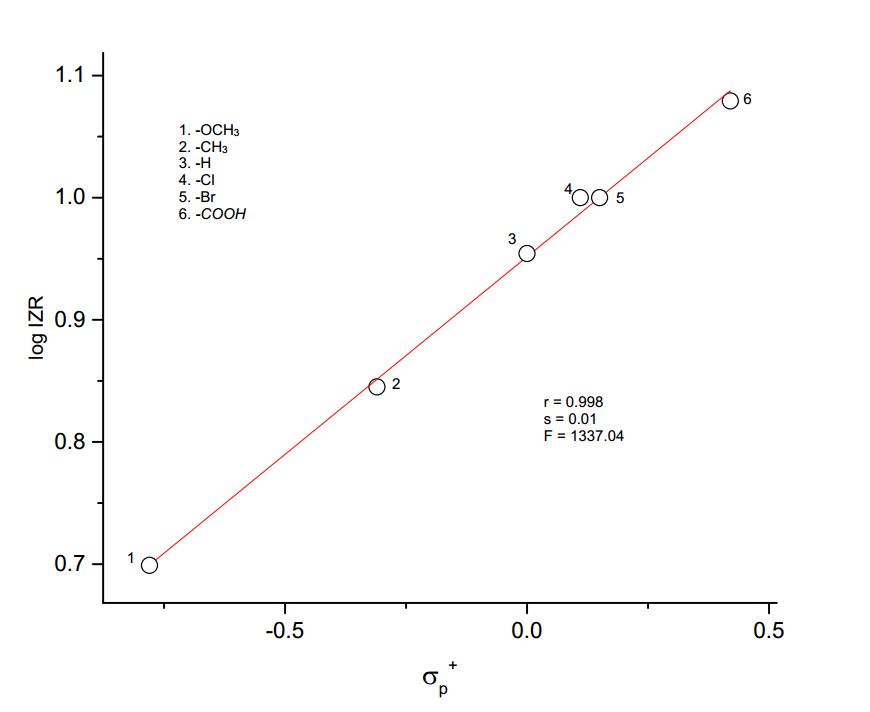 1.1
1.0
0.9
0.8
0.7
log IZR
1. -OCH₃
2. -CH₃
3. -H
4. -Cl
5. -Br
6. -COOH
6
4
5
3
2
1
r = 0.998
s = 0.01
F = 1337.04
-0.5
0.0
0.5
σp⁺